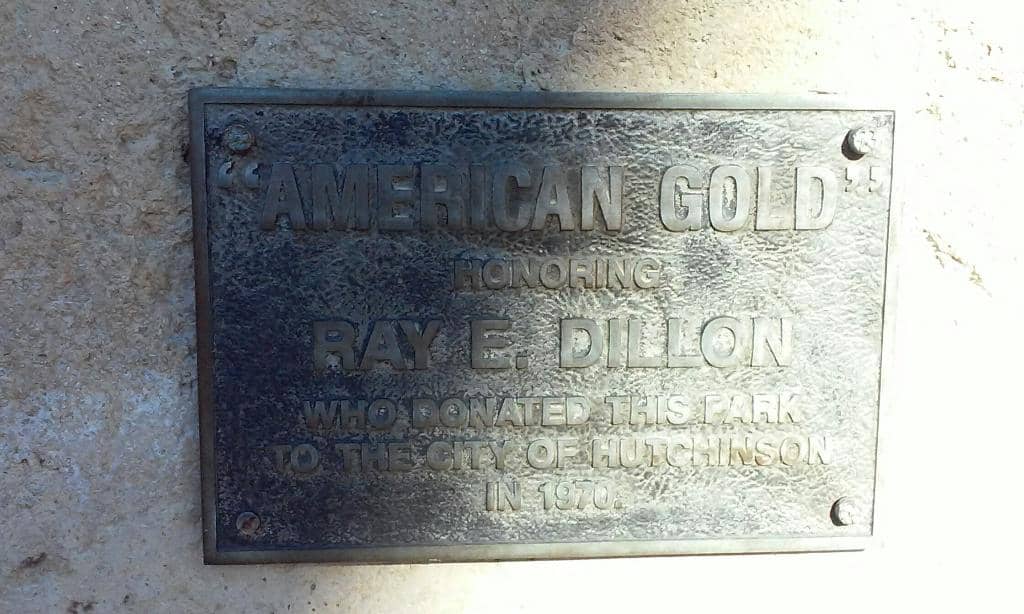 “AMERICAN GOLD”
HONORING
RAY E. DILLON
WHO DONATED THIS PARK
TO THE CITY OF HUTCHINSON
IN 1970.